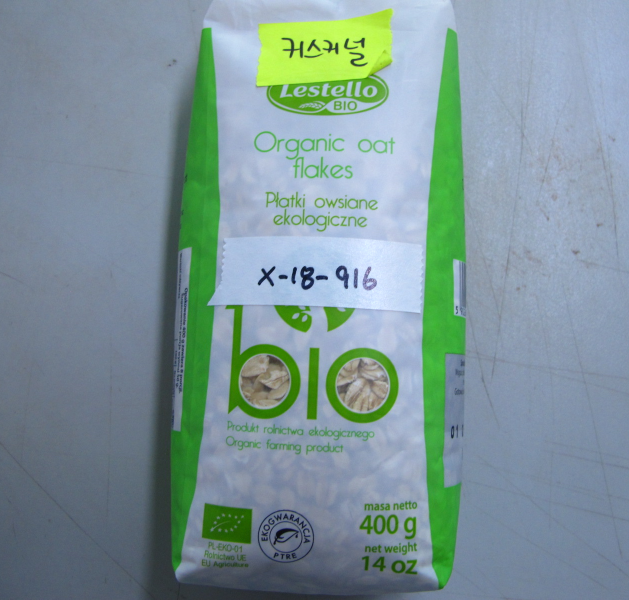 커스커널
Lestello
BIO
Organic oat
flakes
Płatki owsiane
ekologiczne
X-18-916
bio
Produkt rolnictwa ekologicznego
Organic farming product
masa netto
400 g
net weight
14 oz
PL-EKO-01
Rolnictwo UE
EU Agriculture
EKOGWARANCJA
PTRE